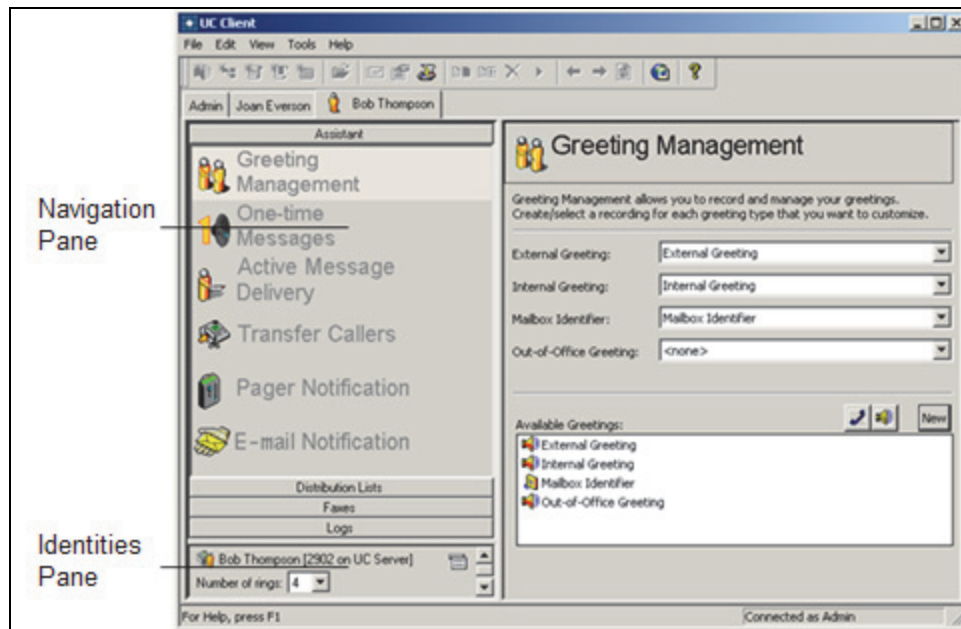 UC Client
File Edit View Tools Help
Admin Joan Everson Bob Thompson
Assistant
Greeting
Management
One-time
Messages
Active Message
Delivery
Transfer Callers
Pager Notification
E-mail Notification
Distribution Lists
Faxes
Logs
Bob Thompson [2902 on UC Server]
Number of rings: 4
Navigation
Pane
Identities
Pane
Greeting Management
Greeting Management allows you to record and manage your greetings.
Create/select a recording for each greeting type that you want to customize.
External Greeting: External Greeting
Internal Greeting: Internal Greeting
Mailbox Identifier: Mailbox Identifier
Out-of-Office Greeting: <none>
Available Greetings: New
External Greeting
Internal Greeting
Mailbox Identifier
Out-of-Office Greeting
For Help, press F1 Connected as Admin